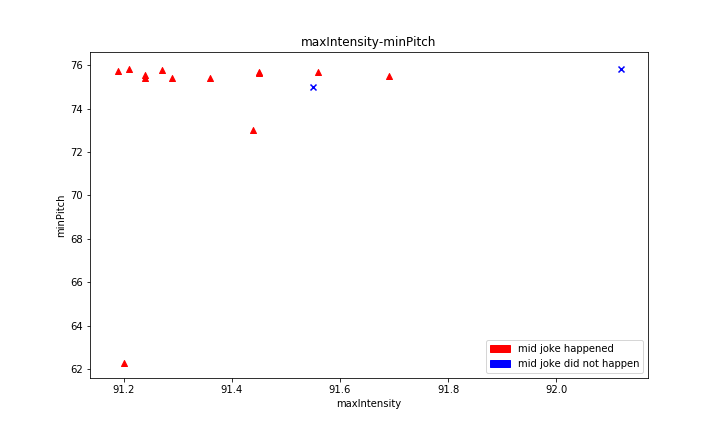 maxIntensity-minPitch
76
74
72
70
68
66
64
62
minPitch
91.2
91.4
91.6
91.8
92.0
maxIntensity
mid joke happened
mid joke did not happen